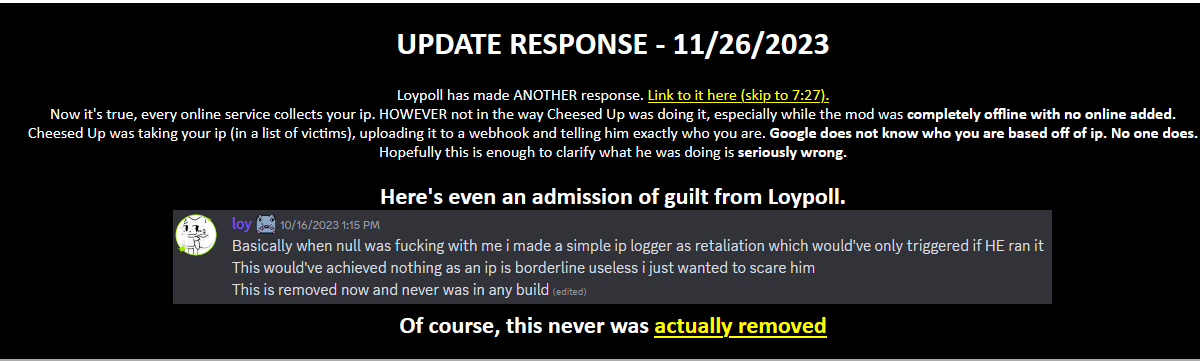 UPDATE RESPONSE - 11/26/2023
Loypoll has made ANOTHER response. Link to it here (skip to 7:27).
Now it's true, every online service collects your ip. HOWEVER not in the way Cheesed Up was doing it, especially while the mod was completely offline with no online added.
Cheesed Up was taking your ip (in a list of victims), uploading it to a webhook and telling him exactly who you are. Google does not know who you are based off of ip. No one does.
Hopefully this is enough to clarify what he was doing is seriously wrong.
Here's even an admission of guilt from Loypoll.
loy 10/16/2023 1:15 PM
Basically when null was fucking with me i made a simple ip logger as retaliation which would've only triggered if HE ran it
This would've achieved nothing as an ip is borderline useless i just wanted to scare him
This is removed now and never was in any build (edited)
Of course, this never was actually removed